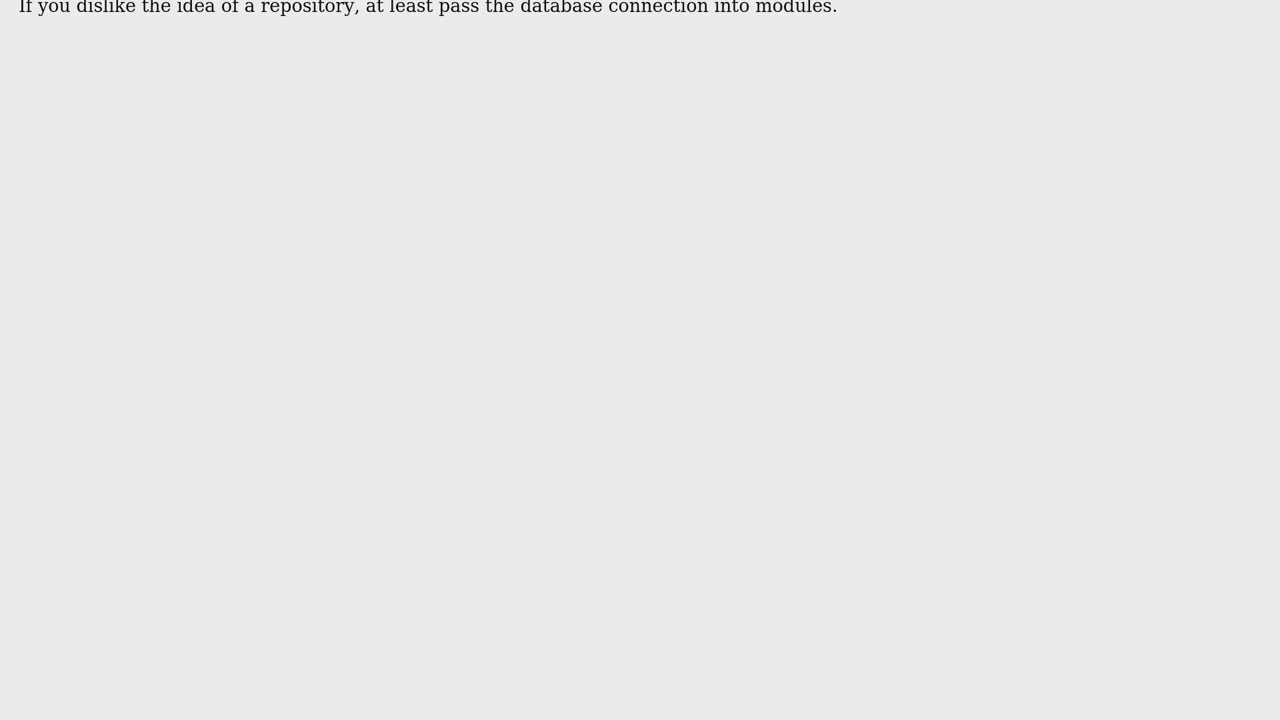 If you dislike the idea of a repository, at least pass the database connection into modules.